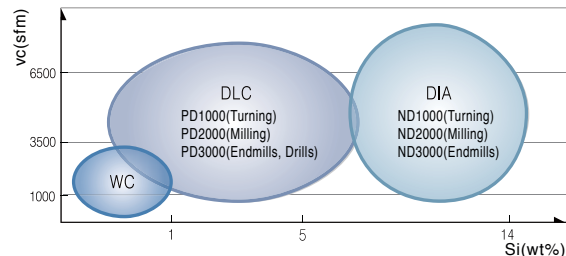 vc(sfm)
6500
3500
1000
DLC
PD1000(Turning)
PD2000(Milling)
PD3000(Endmills, Drills)
DIA
ND1000(Turning)
ND2000(Milling)
ND3000(Endmills)
WC
1
5
14
Si(wt%)